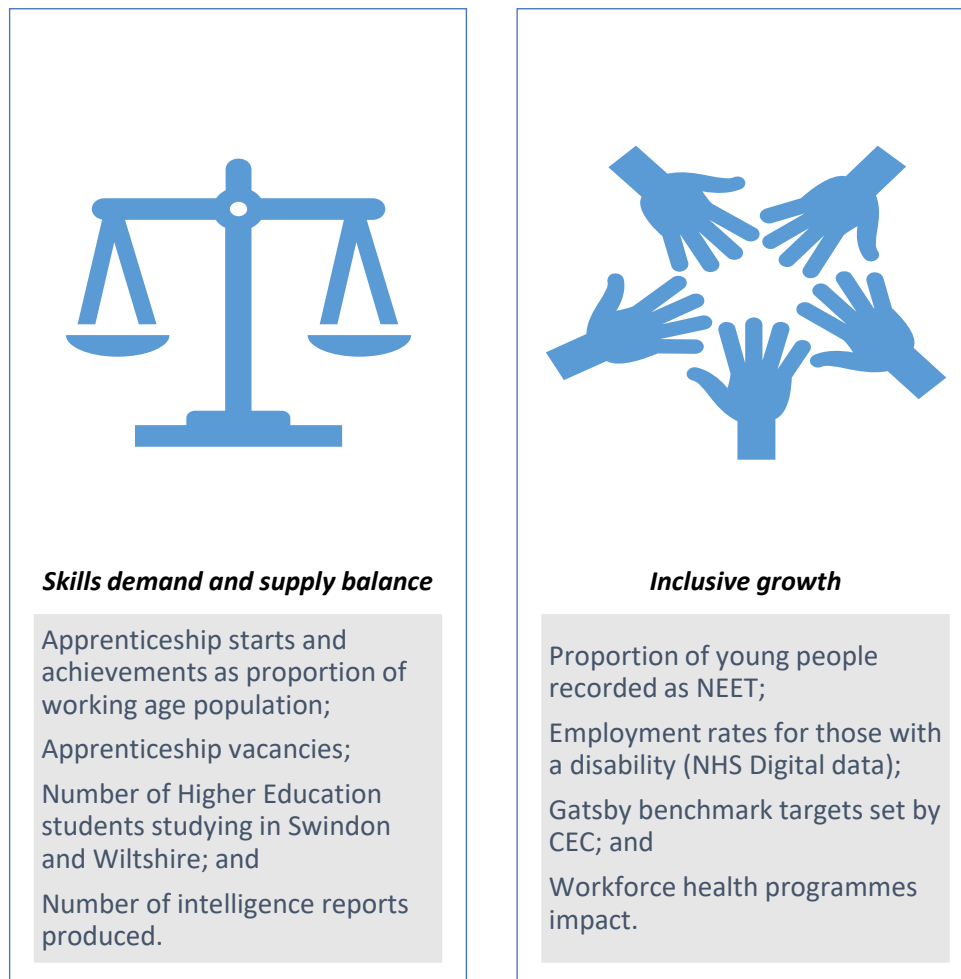 Skills demand and supply balance
Apprenticeship starts and
achievements as proportion of
working age population;
Apprenticeship vacancies;
Number of Higher Education
students studying in Swindon
and Wiltshire; and
Number of intelligence reports
produced.
Inclusive growth
Proportion of young people
recorded as NEET;
Employment rates for those with
a disability (NHS Digital data);
Gatsby benchmark targets set by
CEC; and
Workforce health programmes
impact.